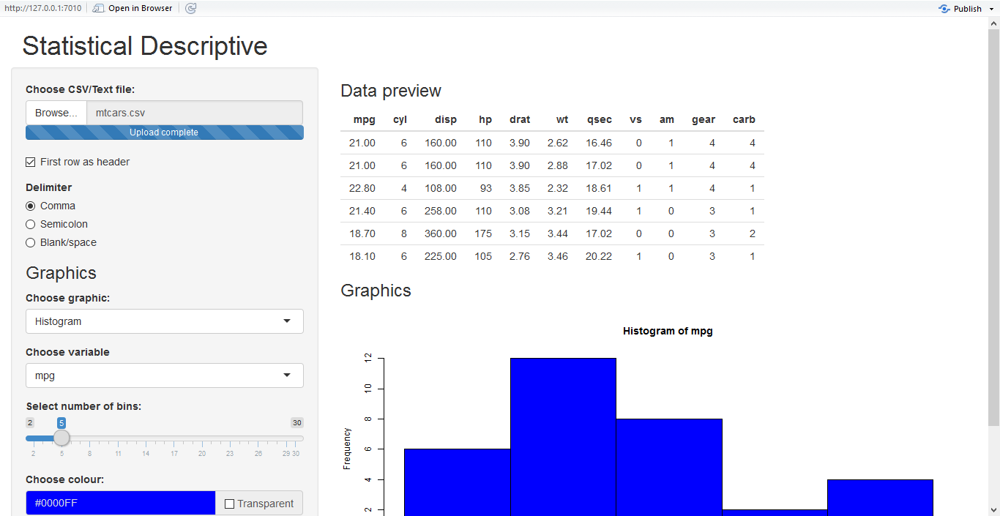 http://127.0.0.1:7010 Open in Browser Publish
Statistical Descriptive
Choose CSV/Text file:
Browse... mtcars.csv
Upload complete
First row as header
Delimiter
Comma
Semicolon
Blank/space
Graphics
Choose graphic:
Histogram
Choose variable
mpg
Select number of bins:
2 5 30
2 5 8 11 14 17 20 23 26 29 30
Choose colour:
#0000FF Transparent
Data preview
mpg cyl disp hp drat wt qsec vs am gear carb
21.00 6 160.00 110 3.90 2.62 16.46 0 1 4 4
21.00 6 160.00 110 3.90 2.88 17.02 0 1 4 4
22.80 4 108.00 93 3.85 2.32 18.61 1 1 4 1
21.40 6 258.00 110 3.08 3.21 19.44 1 0 3 1
18.70 8 360.00 175 3.15 3.44 17.02 0 0 3 2
18.10 6 225.00 105 2.76 3.46 20.22 1 0 3 1
Graphics
Histogram of mpg
Frequency
12
10
8
6
4
2